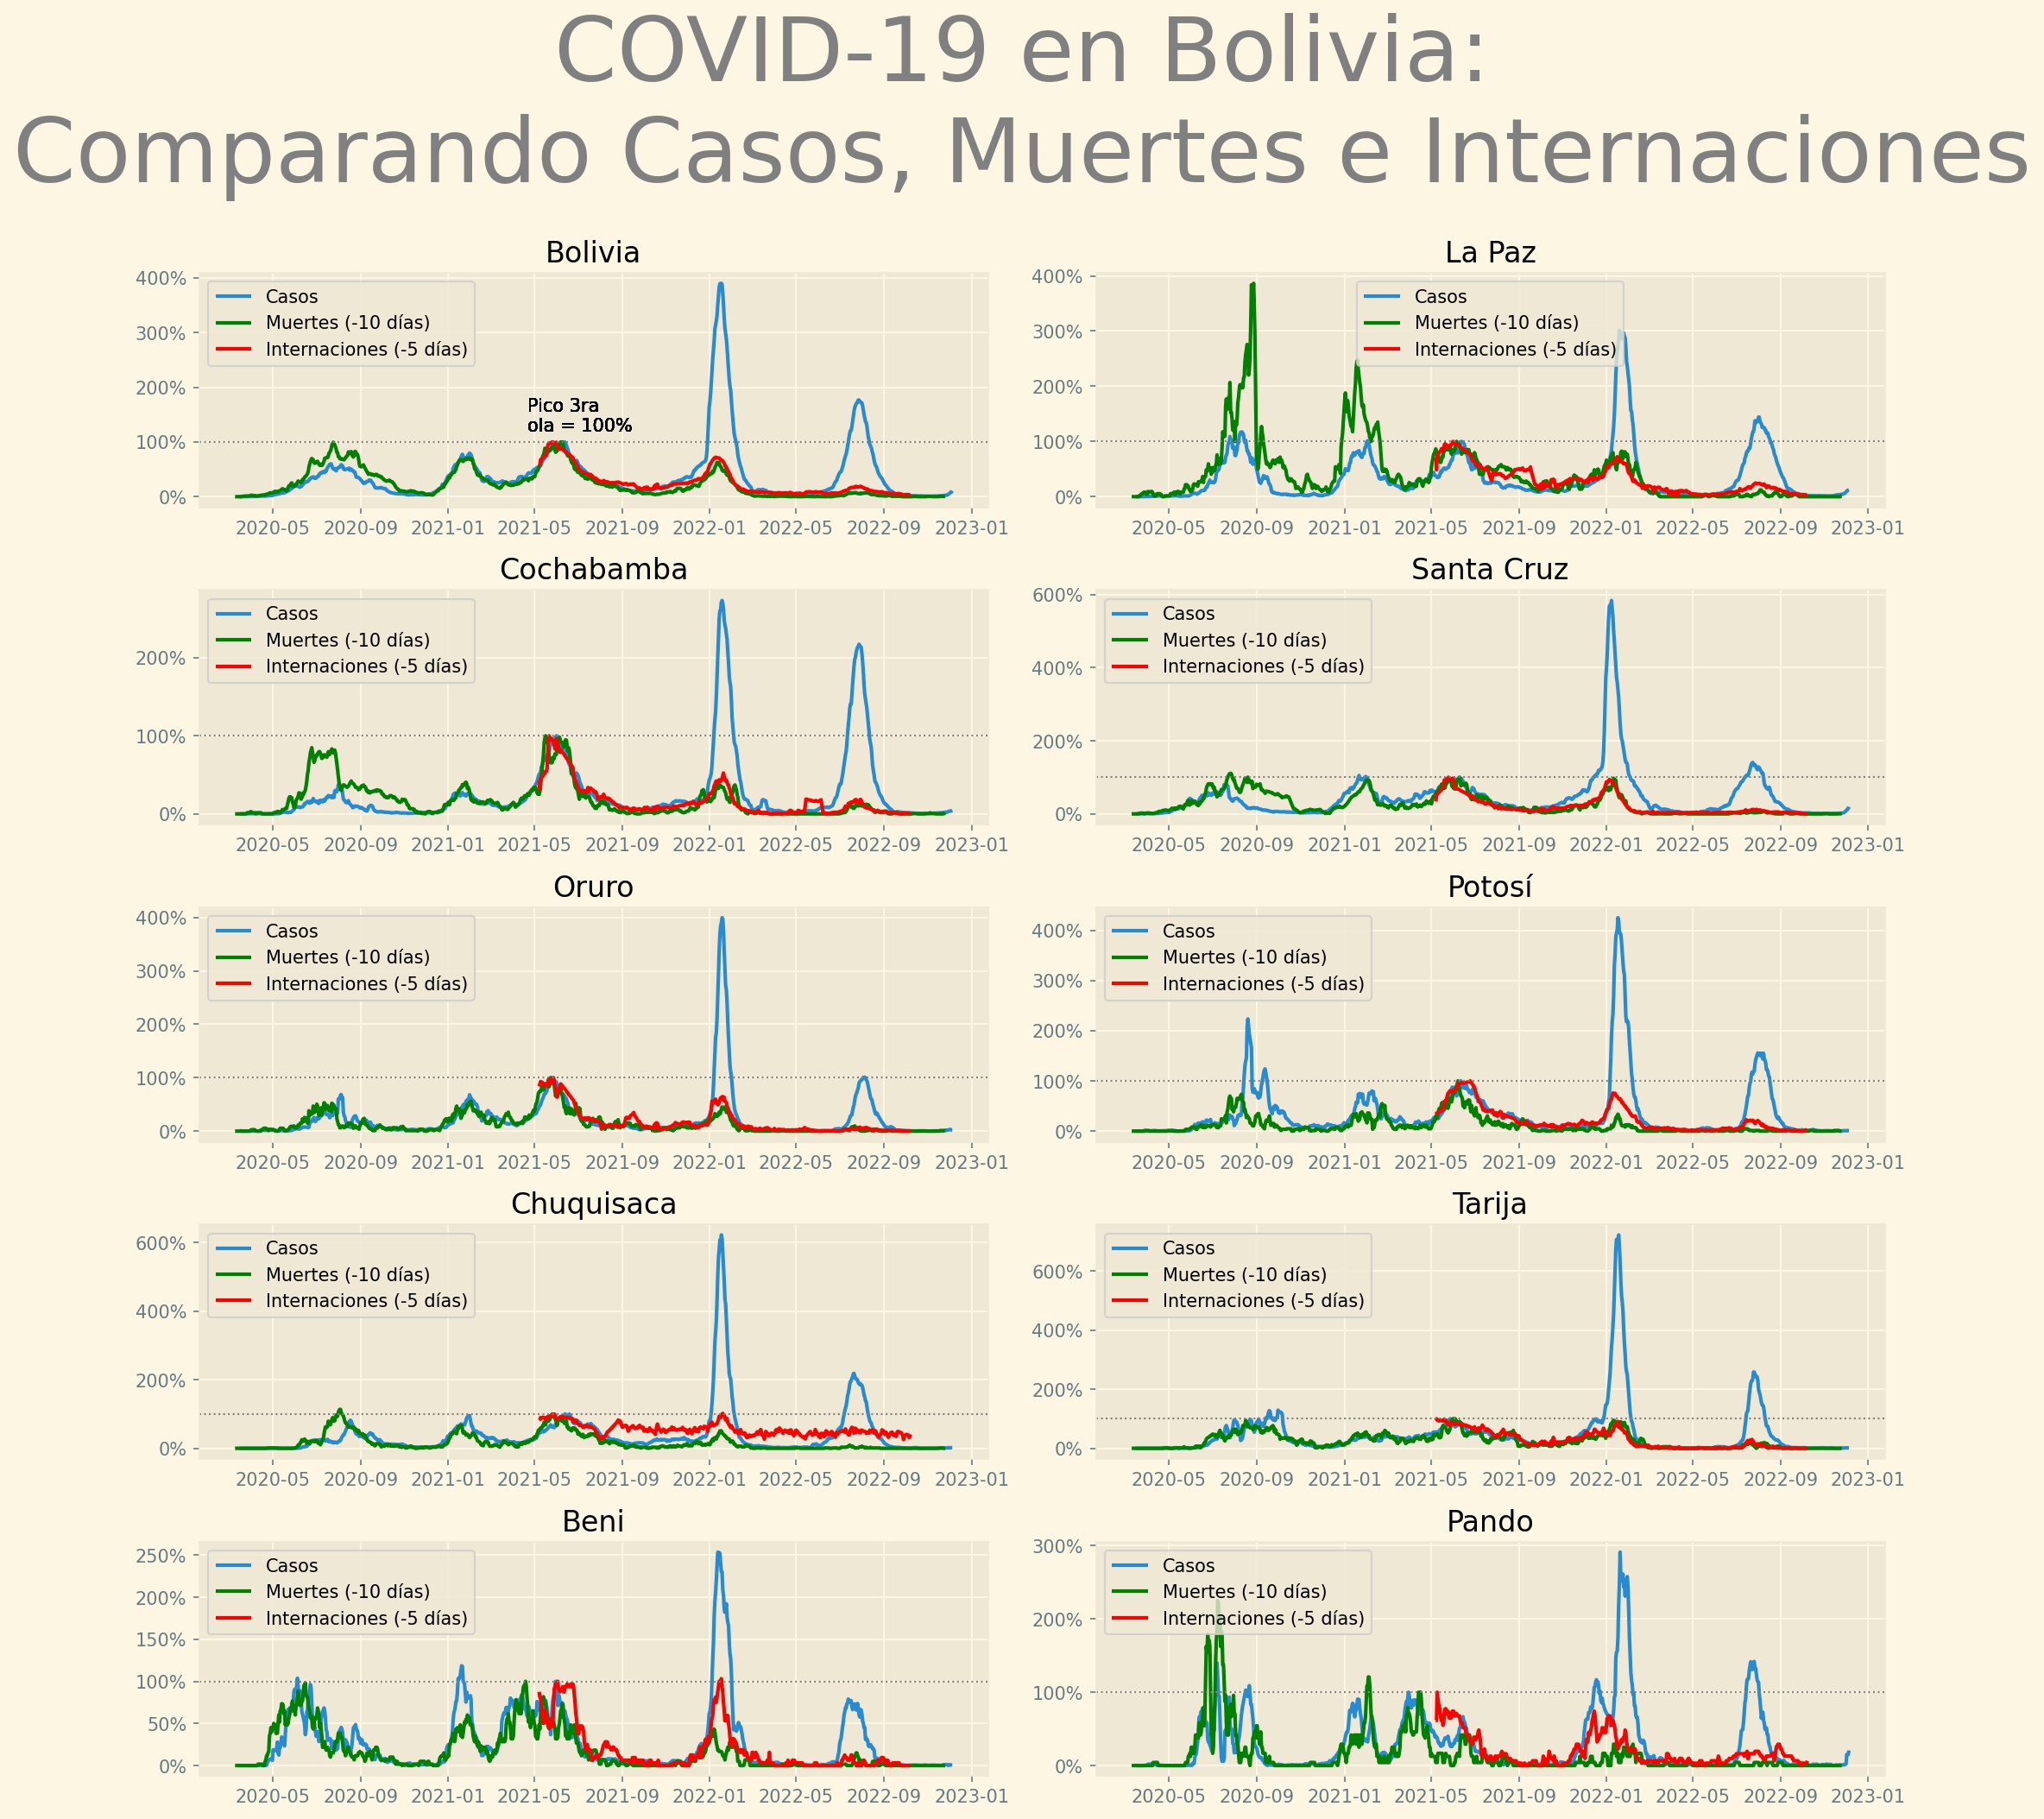 COVID-19 en Bolivia:
Comparando Casos, Muertes e Internaciones
Bolivia
400%
300%
200%
100%
0%
Casos
Muertes (-10 días)
Internaciones (-5 días)
Pico 3ra
ola = 100%
2020-05 2020-09 2021-01 2021-05 2021-09 2022-01 2022-05 2022-09 2023-01
La Paz
400%
300%
200%
100%
0%
Casos
Muertes (-10 días)
Internaciones (-5 días)
2020-05 2020-09 2021-01 2021-05 2021-09 2022-01 2022-05 2022-09 2023-01
Cochabamba
200%
100%
0%
Casos
Muertes (-10 días)
Internaciones (-5 días)
2020-05 2020-09 2021-01 2021-05 2021-09 2022-01 2022-05 2022-09 2023-01
Santa Cruz
600%
400%
200%
0%
Casos
Muertes (-10 días)
Internaciones (-5 días)
2020-05 2020-09 2021-01 2021-05 2021-09 2022-01 2022-05 2022-09 2023-01
Oruro
400%
300%
200%
100%
0%
Casos
Muertes (-10 días)
Internaciones (-5 días)
2020-05 2020-09 2021-01 2021-05 2021-09 2022-01 2022-05 2022-09 2023-01
Potosí
400%
300%
200%
100%
0%
Casos
Muertes (-10 días)
Internaciones (-5 días)
2020-05 2020-09 2021-01 2021-05 2021-09 2022-01 2022-05 2022-09 2023-01
Chuquisaca
600%
400%
200%
0%
Casos
Muertes (-10 días)
Internaciones (-5 días)
2020-05 2020-09 2021-01 2021-05 2021-09 2022-01 2022-05 2022-09 2023-01
Tarija
600%
400%
200%
0%
Casos
Muertes (-10 días)
Internaciones (-5 días)
2020-05 2020-09 2021-01 2021-05 2021-09 2022-01 2022-05 2022-09 2023-01
Beni
250%
200%
150%
100%
50%
0%
Casos
Muertes (-10 días)
Internaciones (-5 días)
2020-05 2020-09 2021-01 2021-05 2021-09 2022-01 2022-05 2022-09 2023-01
Pando
300%
200%
100%
0%
Casos
Muertes (-10 días)
Internaciones (-5 días)
2020-05 2020-09 2021-01 2021-05 2021-09 2022-01 2022-05 2022-09 2023-01